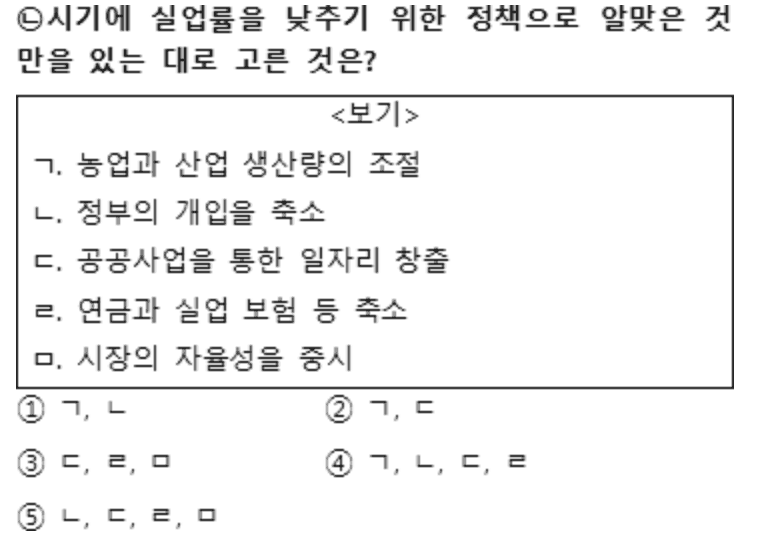 ㉡시기에 실업률을 낮추기 위한 정책으로 알맞은 것
만을 있는 대로 고른 것은?
<보기>
ㄱ. 농업과 산업 생산량의 조절
ㄴ. 정부의 개입을 축소
ㄷ. 공공사업을 통한 일자리 창출
ㄹ. 연금과 실업 보험 등 축소
ㅁ. 시장의 자율성을 중시
① ㄱ, ㄴ ② ㄱ, ㄷ
③ ㄷ, ㄹ, ㅁ ④ ㄱ, ㄴ, ㄷ, ㄹ
⑤ ㄴ, ㄷ, ㄹ, ㅁ